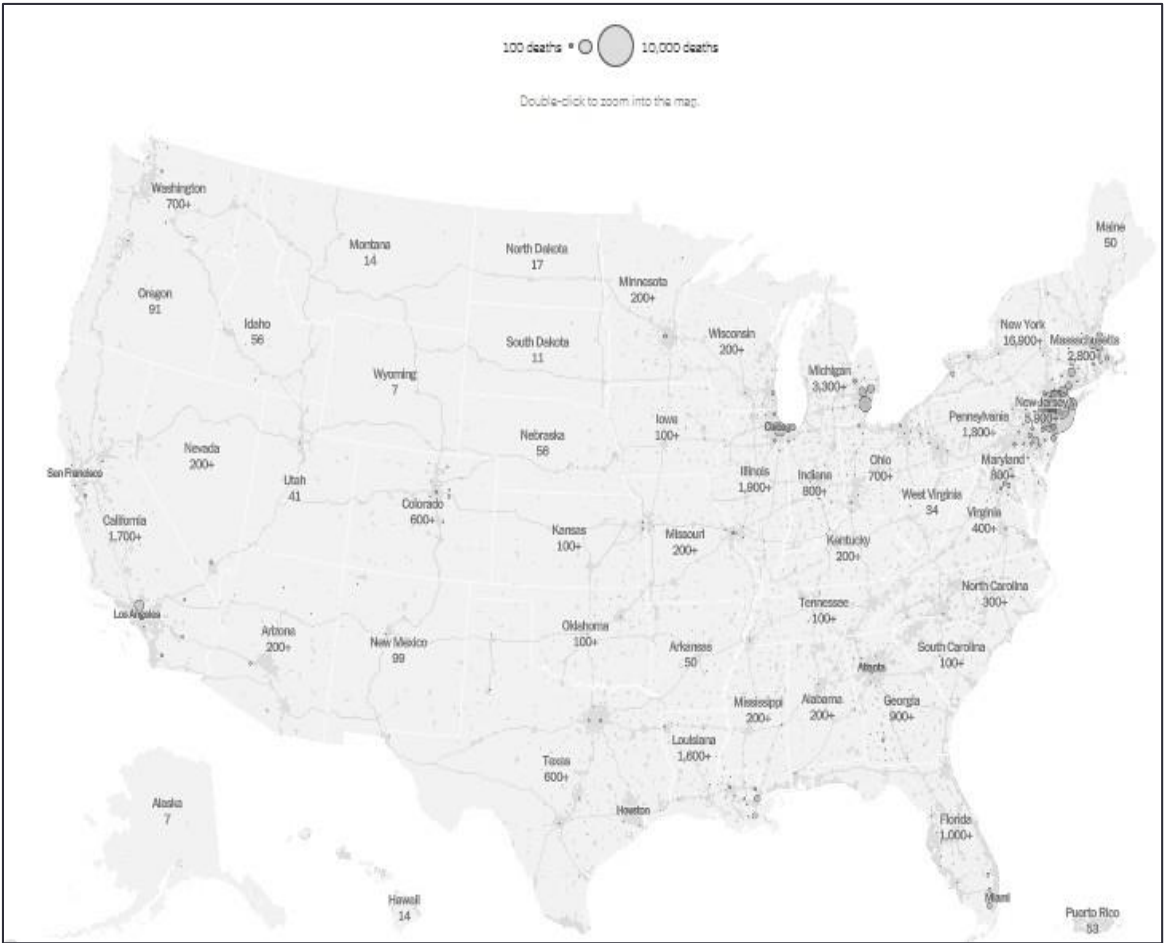 100 deaths
10,000 deaths
Double-click to zoom into the map.
Washington
700+
Montana
14
North Dakota
17
Minnesota
200+
Maine
50
Oregon
91
Idaho
56
South Dakota
11
Wisconsin
200+
New York
16,900+
Massachusetts
2,800+
Wyoming
7
Michigan
3,300+
New Jersey
5,900+
Iowa
100+
Chicago
Pennsylvania
1,800+
Nevada
200+
Nebraska
56
San Francisco
Utah
41
Illinois
1,900+
Indiana
800+
Ohio
700+
Maryland
800+
Colorado
600+
West Virginia
34
Virginia
400+
California
1,700+
Kansas
100+
Missouri
200+
Kentucky
200+
Los Angeles
North Carolina
300+
Tennessee
100+
Arizona
200+
New Mexico
99
Oklahoma
100+
Arkansas
50
South Carolina
100+
Atlanta
Mississippi
200+
Alabama
200+
Georgia
900+
Louisiana
1,600+
Texas
600+
Houston
Alaska
7
Florida
1,000+
Miami
Hawaii
14
Puerto Rico
53